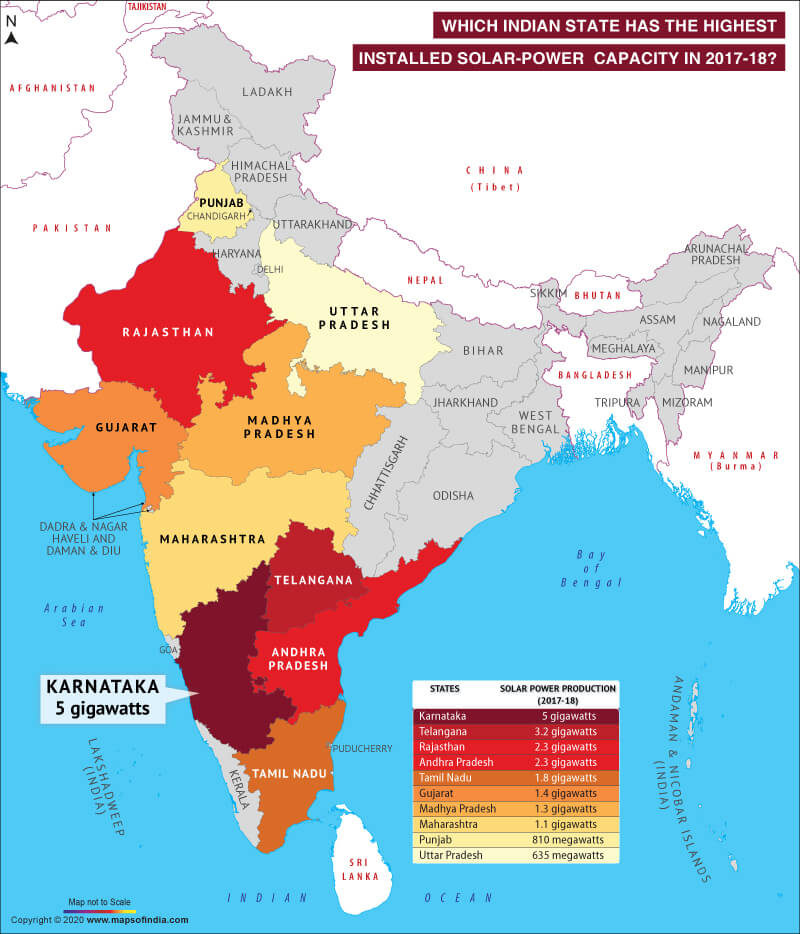 WHICH INDIAN STATE HAS THE HIGHEST
INSTALLED SOLAR-POWER CAPACITY IN 2017-18?
N
TAJIKISTAN
AFGHANISTAN
LADAKH
JAMMU &
KASHMIR
HIMACHAL
PRADESH
CHINA
(Tibet)
PUNJAB
CHANDIGARH
PAKISTAN
UTTARAKHAND
HARYANA
DELHI
ARUNACHAL
PRADESH
NEPAL
SIKKIM
BHUTAN
RAJASTHAN
UTTAR
PRADESH
ASSAM
NAGALAND
BIHAR
MEGHALAYA
MANIPUR
BANGLADESH
JHARKHAND
TRIPURA
MIZORAM
GUJARAT
MADHYA
PRADESH
WEST
BENGAL
MYANMAR
(Burma)
CHHATTISGARH
ODISHA
DADRA & NAGAR
HAVELI AND
DAMAN & DIU
MAHARASHTRA
TELANGANA
Bay
of
Bengal
Arabian
Sea
GOA
ANDHRA
PRADESH
KARNATAKA
5 gigawatts
STATES SOLAR POWER PRODUCTION
(2017-18)
Karnataka 5 gigawatts
Telangana 3.2 gigawatts
Rajasthan 2.3 gigawatts
Andhra Pradesh 2.3 gigawatts
Tamil Nadu 1.8 gigawatts
Gujarat 1.4 gigawatts
Madhya Pradesh 1.3 gigawatts
Maharashtra 1.1 gigawatts
Punjab 810 megawatts
Uttar Pradesh 635 megawatts
ANDAMAN & NICOBAR ISLANDS
(INDIA)
PUDUCHERRY
TAMIL NADU
KERALA
LAKSHADWEEP
(INDIA)
SRI
LANKA
INDIAN OCEAN
Map not to Scale
Copyright © 2020 www.mapsofindia.com